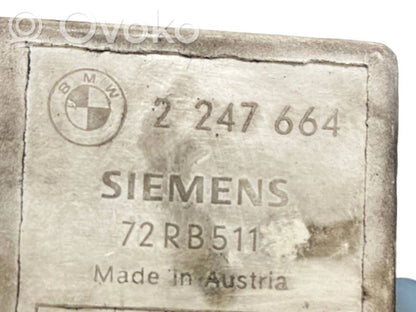 © Ovoko
BMW
2 247 664
SIEMENS
72RB511
Made in Austria